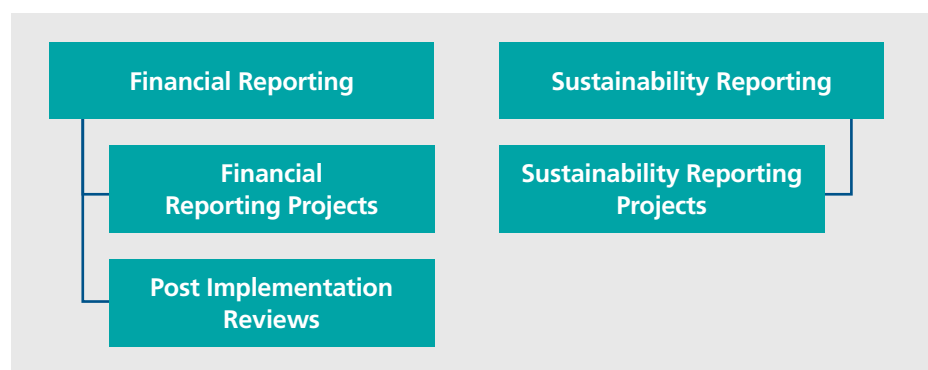 Financial Reporting
Financial
Reporting Projects
Post Implementation
Reviews
Sustainability Reporting
Sustainability Reporting
Projects